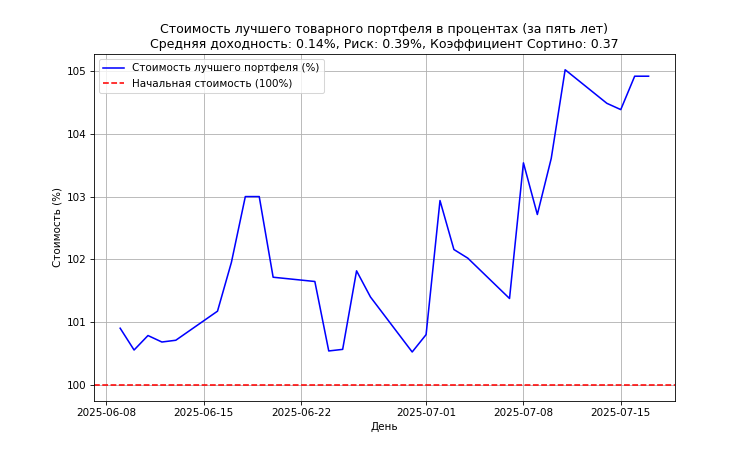 Стоимость лучшего товарного портфеля в процентах (за пять лет)
Средняя доходность: 0.14%, Риск: 0.39%, Коэффициент Сортино: 0.37
Стоимость лучшего портфеля (%)
Начальная стоимость (100%)
Стоимость (%)
105
104
103
102
101
100
2025-06-08
2025-06-15
2025-06-22
2025-07-01
2025-07-08
2025-07-15
День